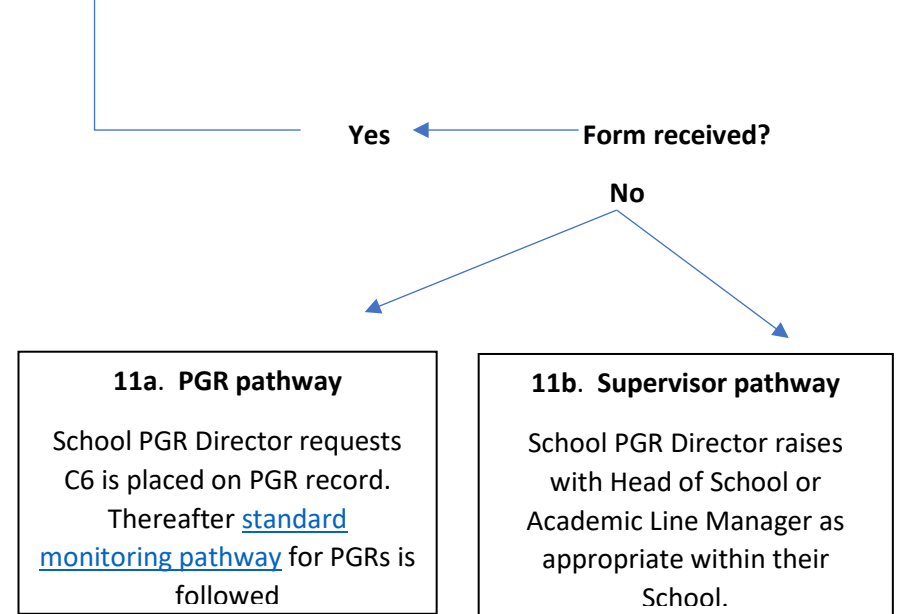 Yes Form received?
No
11a. PGR pathway
School PGR Director requests
C6 is placed on PGR record.
Thereafter standard
monitoring pathway for PGRs is
followed
11b. Supervisor pathway
School PGR Director raises
with Head of School or
Academic Line Manager as
appropriate within their
School.